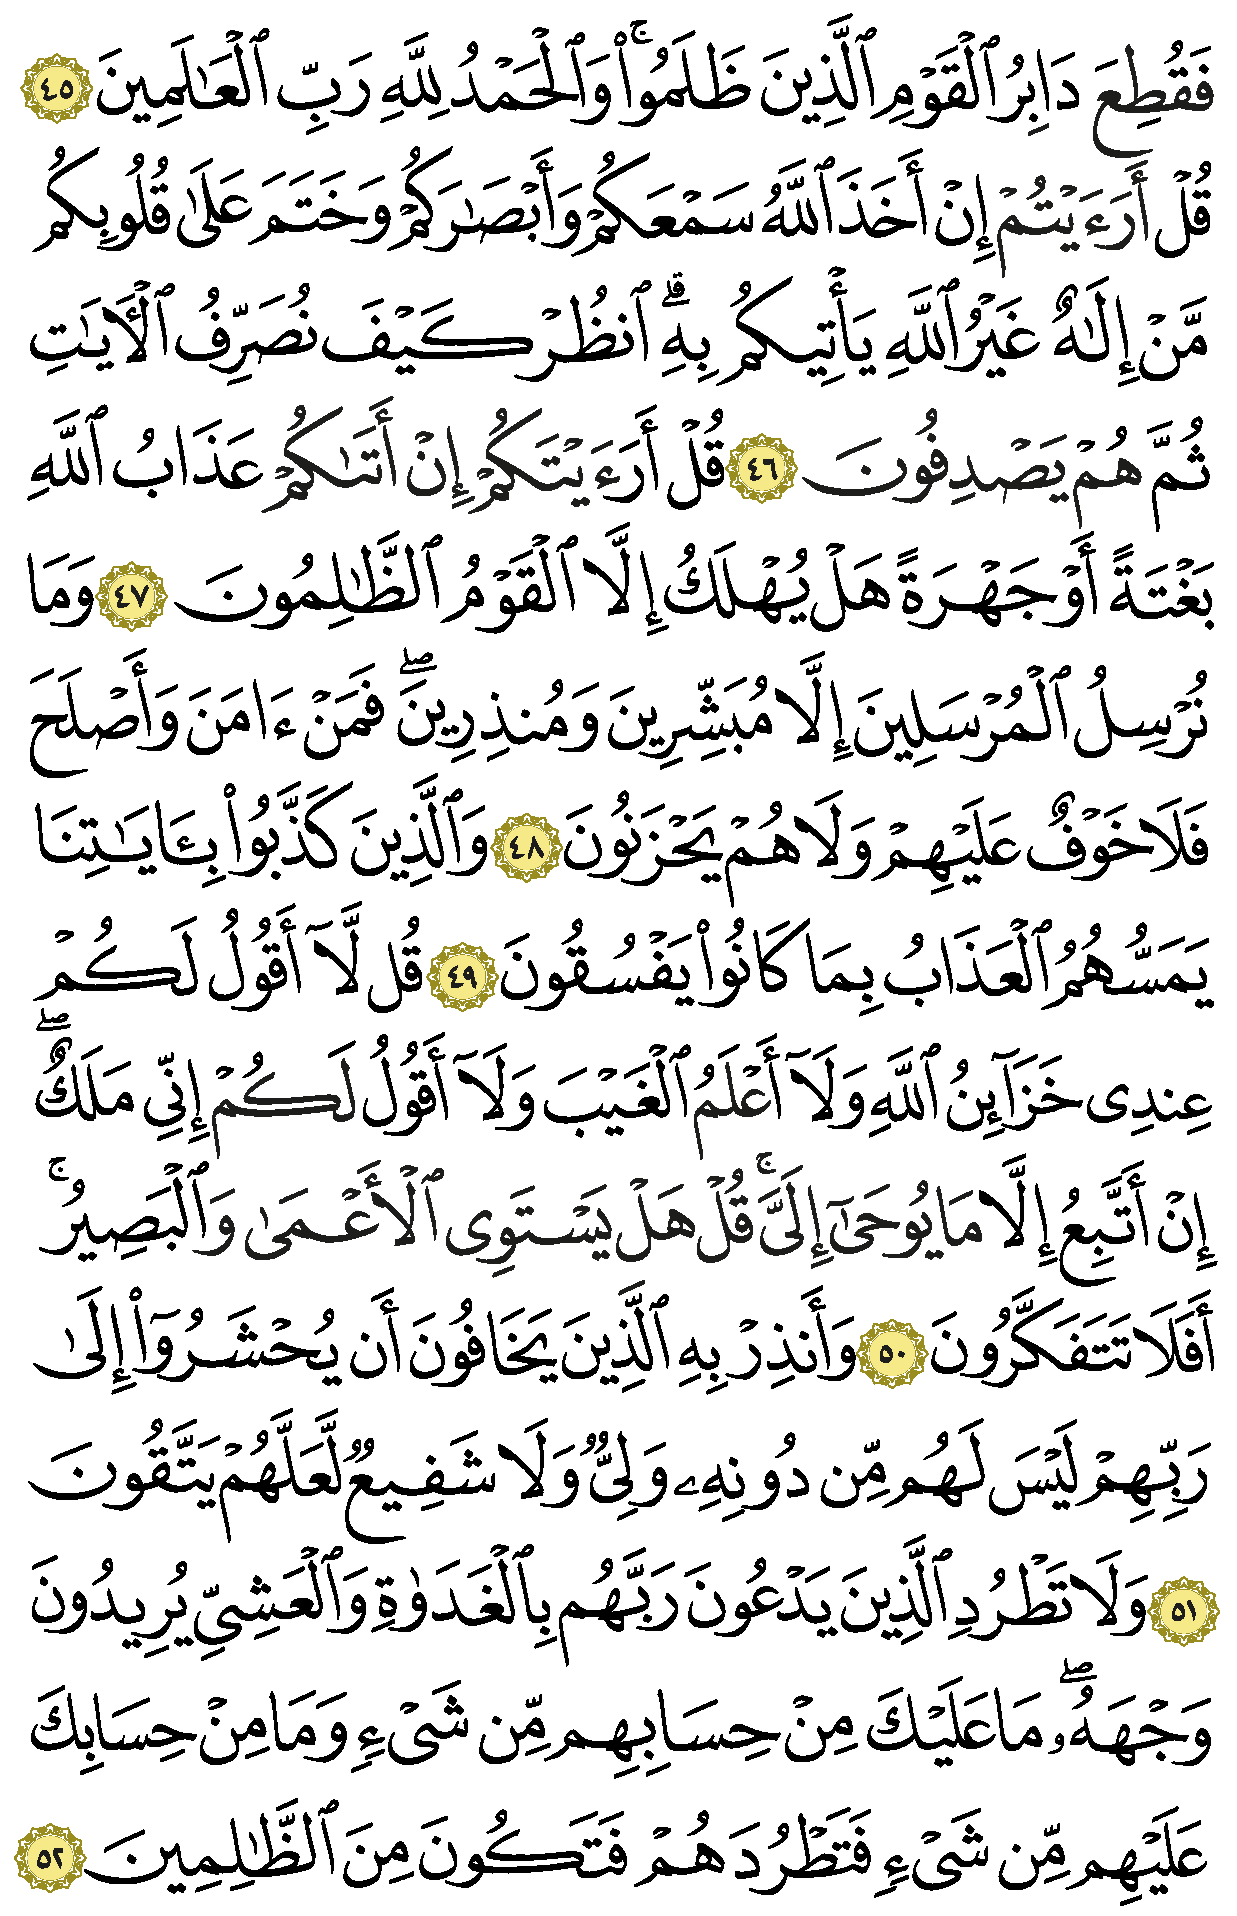 فَقُطِعَ دَابِرُ ٱلْقَوْمِ ٱلَّذِينَ ظَلَمُوا۟ ۚ وَٱلْحَمْدُ لِلَّهِ رَبِّ ٱلْعَـٰلَمِينَ ٤٥
قُلْ أَرَءَيْتُمْ إِنْ أَخَذَ ٱللَّهُ سَمْعَكُمْ وَأَبْصَـٰرَكُمْ وَخَتَمَ عَلَىٰ قُلُوبِكُم
مَّنْ إِلَـٰهٌ غَيْرُ ٱللَّهِ يَأْتِيكُم بِهِ ۗ ٱنظُرْ كَيْفَ نُصَرِّفُ ٱلْـَٔايَـٰتِ
ثُمَّ هُمْ يَصْدِفُونَ ٤٦ قُلْ أَرَءَيْتَكُمْ إِنْ أَتَىٰكُمْ عَذَابُ ٱللَّهِ
بَغْتَةً أَوْ جَهْرَةً هَلْ يُهْلَكُ إِلَّا ٱلْقَوْمُ ٱلظَّـٰلِمُونَ ٤٧ وَمَا
نُرْسِلُ ٱلْمُرْسَلِينَ إِلَّا مُبَشِّرِينَ وَمُنذِرِينَ ۖ فَمَنْ ءَامَنَ وَأَصْلَحَ
فَلَا خَوْفٌ عَلَيْهِمْ وَلَا هُمْ يَحْزَنُونَ ٤٨ وَٱلَّذِينَ كَذَّبُوا۟ بِـَٔايَـٰتِنَا
يَمَسُّهُمُ ٱلْعَذَابُ بِمَا كَانُوا۟ يَفْسُقُونَ ٤٩ قُل لَّآ أَقُولُ لَكُمْ
عِندِى خَزَآئِنُ ٱللَّهِ وَلَآ أَعْلَمُ ٱلْغَيْبَ وَلَآ أَقُولُ لَكُمْ إِنِّى مَلَكٌ ۖ
إِنْ أَتَّبِعُ إِلَّا مَا يُوحَىٰٓ إِلَىَّ ۚ قُلْ هَلْ يَسْتَوِى ٱلْأَعْمَىٰ وَٱلْبَصِيرُ ۚ
أَفَلَا تَتَفَكَّرُونَ ٥٠ وَأَنذِرْ بِهِ ٱلَّذِينَ يَخَافُونَ أَن يُحْشَرُوٓا۟ إِلَىٰ
رَبِّهِمْ لَيْسَ لَهُم مِّن دُونِهِۦ وَلِىٌّ وَلَا شَفِيعٌ لَّعَلَّهُمْ يَتَّقُونَ
٥١ وَلَا تَطْرُدِ ٱلَّذِينَ يَدْعُونَ رَبَّهُم بِٱلْغَدَوٰةِ وَٱلْعَشِىِّ يُرِيدُونَ
وَجْهَهُۥ ۖ مَا عَلَيْكَ مِنْ حِسَابِهِم مِّن شَىْءٍ وَمَا مِنْ حِسَابِكَ
عَلَيْهِم مِّن شَىْءٍ فَتَطْرُدَهُمْ فَتَكُونَ مِنَ ٱلظَّـٰلِمِينَ ٥٢